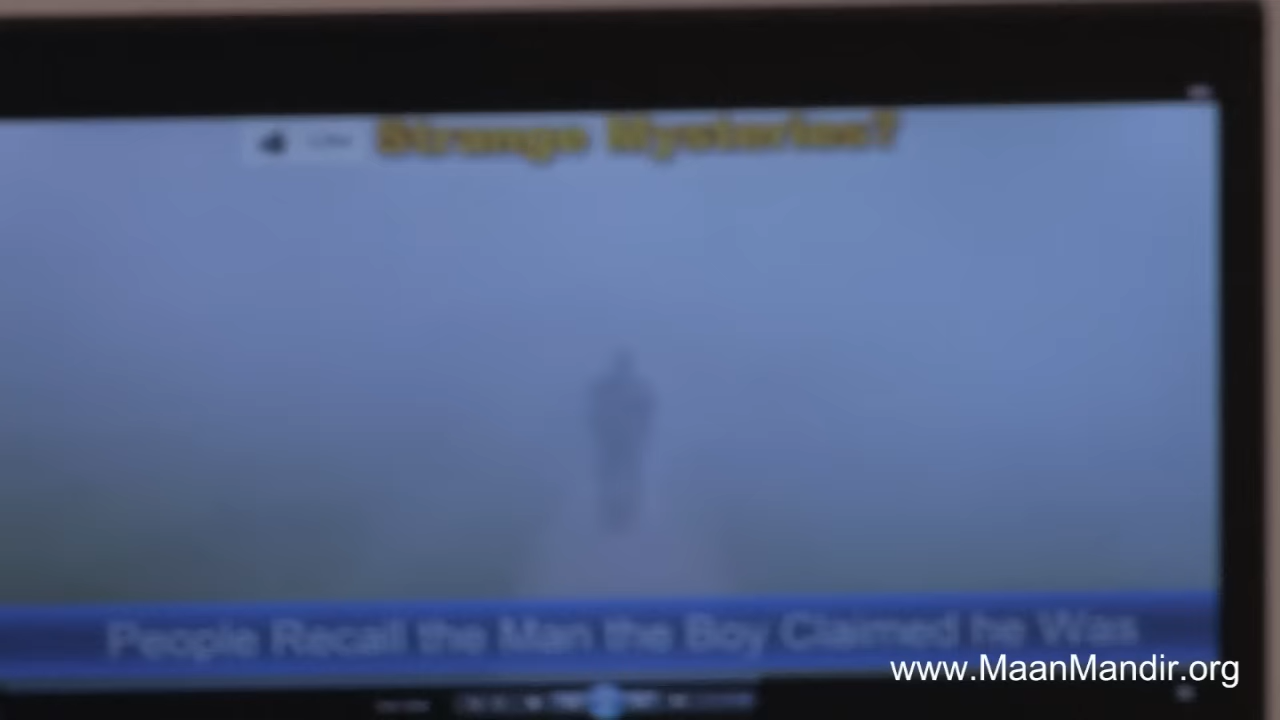 Strange Mysteries?
People Recall the Man the Boy Claimed he Was
www.MaanMandir.org